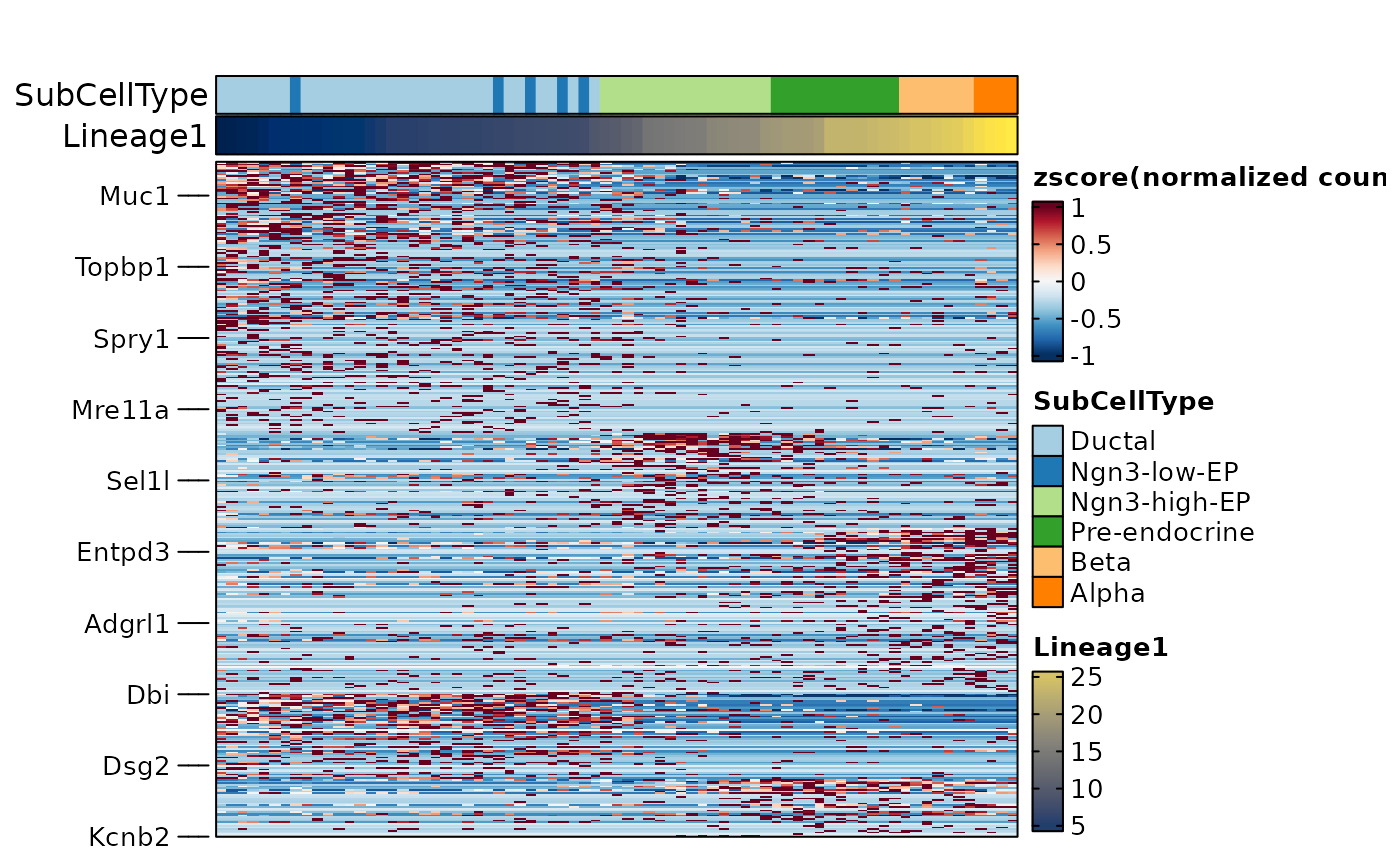 SubCellType
Lineage1
Muc1
Topbp1
Spry1
Mre11a
Sel1l
Entpd3
Adgrl1
Dbi
Dsg2
Kcnb2
zscore(normalized coun
1
0.5
0
-0.5
-1
SubCellType
Ductal
Ngn3-low-EP
Ngn3-high-EP
Pre-endocrine
Beta
Alpha
Lineage1
25
20
15
10
5